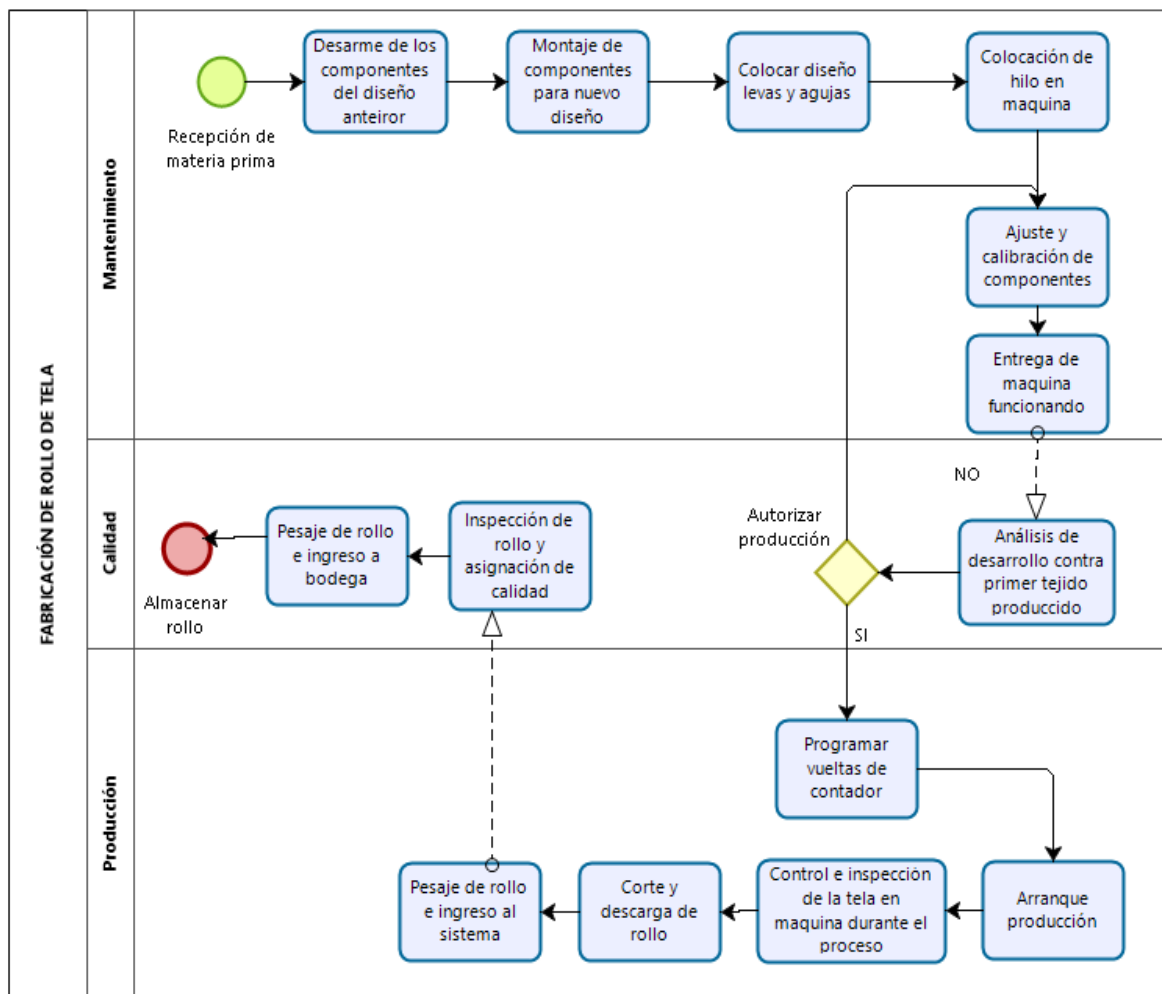 FABRICACIÓN DE ROLLO DE TELA
Mantenimiento
Recepción de
materia prima
Desarme de los
componentes
del diseño
anteiror
Montaje de
componentes
para nuevo
diseño
Colocar diseño
levas y agujas
Colocación de
hilo en
maquina
Ajuste y
calibración de
componentes
Entrega de
maquina
funcionando
Calidad
NO
Análisis de
desarrollo contra
primer tejido
produccido
Autorizar
producción
SI
Inspección de
rollo y
asignación de
calidad
Pesaje de rollo
e ingreso a
bodega
Almacenar
rollo
Producción
Programar
vueltas de
contador
Arranque
producción
Control e inspección
de la tela en
maquina durante el
proceso
Corte y
descarga de
rollo
Pesaje de rollo
e ingreso al
sistema